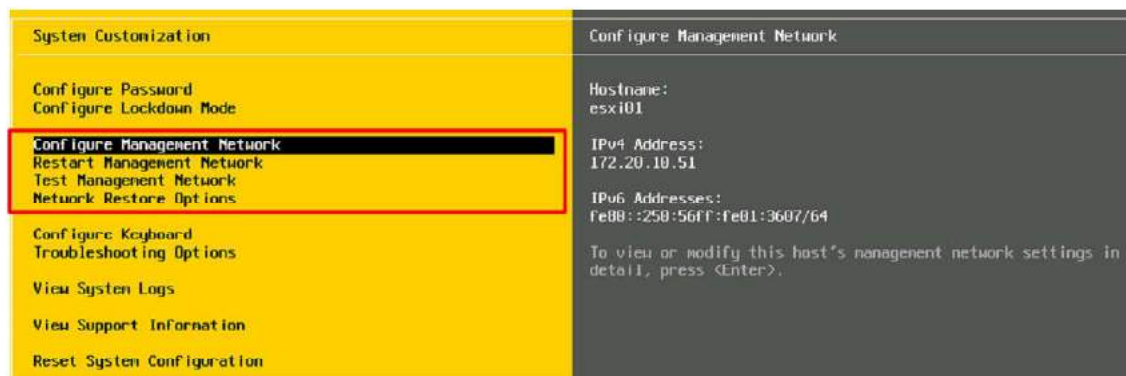 System Customization
Configure Password
Configure Lockdown Mode
Configure Management Network
Restart Management Network
Test Management Network
Network Restore Options
Configure Keyboard
Troubleshooting Options
View System Logs
View Support Information
Reset System Configuration
Configure Management Network
Hostname:
esxi01
IPv4 Address:
172.20.10.51
IPv6 Addresses:
fe80::250:56ff:fe01:3607/64
To view or modify this host's management network settings in
detail, press <Enter>.